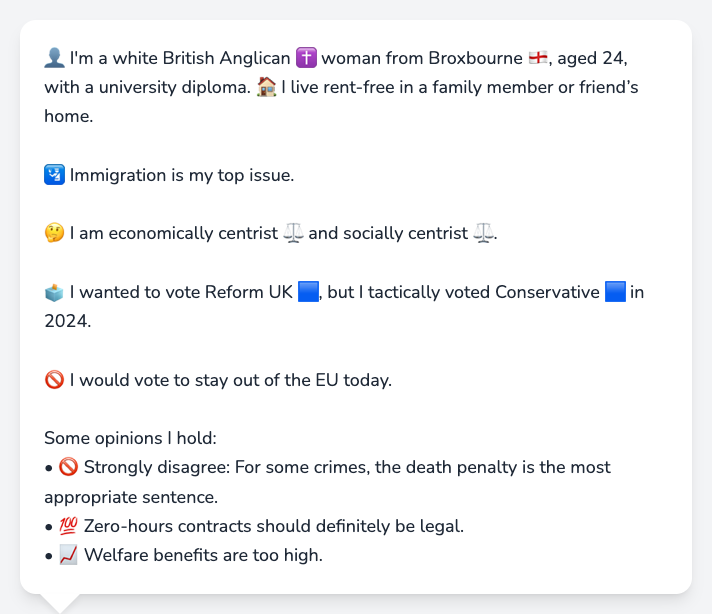 👤 I'm a white British Anglican ✝️ woman from Broxbourne 🏴󠁧󠁢󠁥󠁮󠁧󠁿, aged 24,
with a university diploma. 🏠 I live rent-free in a family member or friend’s
home.
🛂 Immigration is my top issue.
🤔 I am economically centrist ⚖️ and socially centrist ⚖️.
🗳️ I wanted to vote Reform UK 🟦, but I tactically voted Conservative 🟦 in
2024.
🚫 I would vote to stay out of the EU today.
Some opinions I hold:
• 🚫 Strongly disagree: For some crimes, the death penalty is the most
appropriate sentence.
• 💯 Zero-hours contracts should definitely be legal.
• 📈 Welfare benefits are too high.